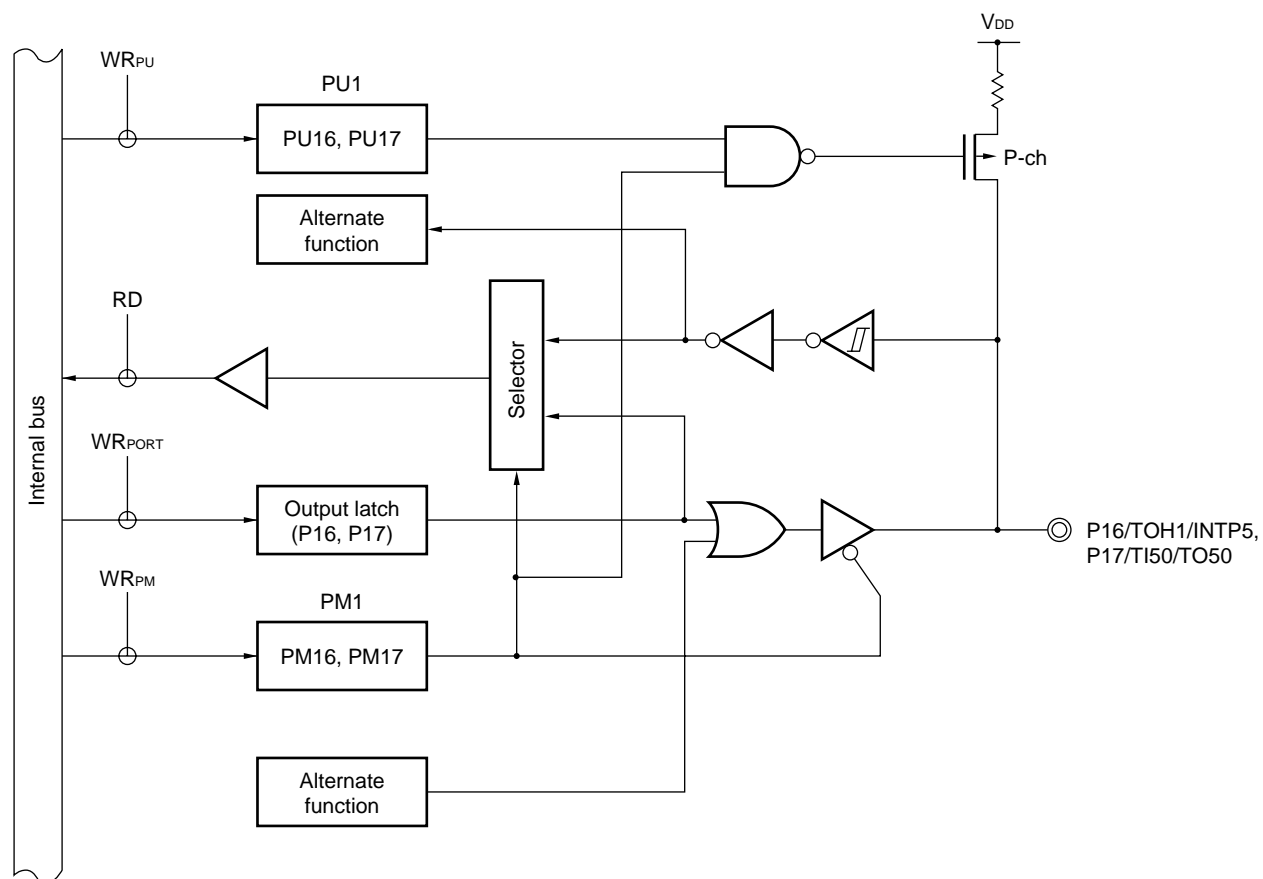 VDD
WRPU
PU1
PU16, PU17
P-ch
Alternate
function
RD
Selector
Internal bus
WRPORT
Output latch
(P16, P17)
P16/TOH1/INTP5,
P17/TI50/TO50
WRPM
PM1
PM16, PM17
Alternate
function